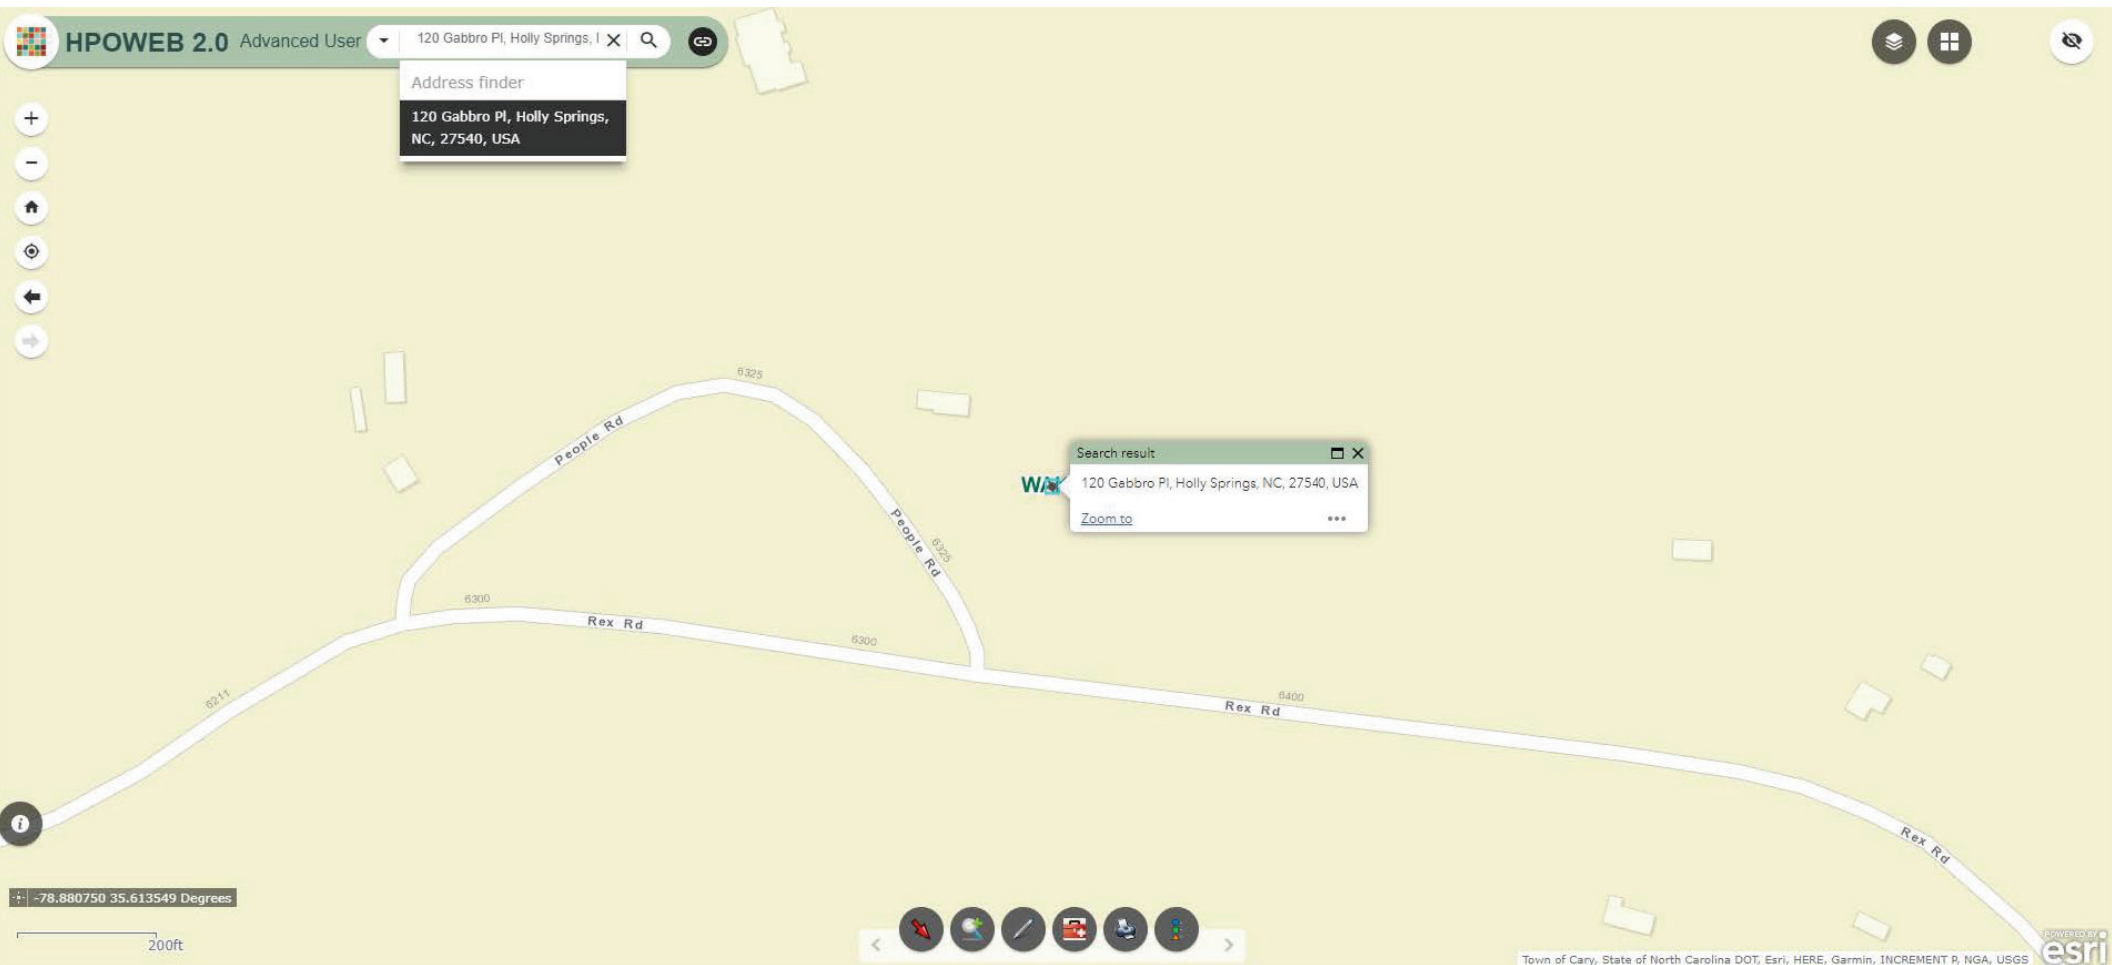 HPOWEB 2.0 Advanced User
120 Gabbro Pl, Holly Springs,
Address finder
120 Gabbro Pl, Holly Springs,
NC, 27540, USA
6325
People Rd
Search result
120 Gabbro Pl, Holly Springs, NC, 27540, USA
Zoom to
People Rd
6325
6300
Rex Rd
6300
6211
6400
Rex Rd
Rex Rd
-78.880750 35.613549 Degrees
200ft
POWERED BY
esri
Town of Cary, State of North Carolina DOT, Esri, HERE, Garmin, INCREMENT P, NGA, USGS